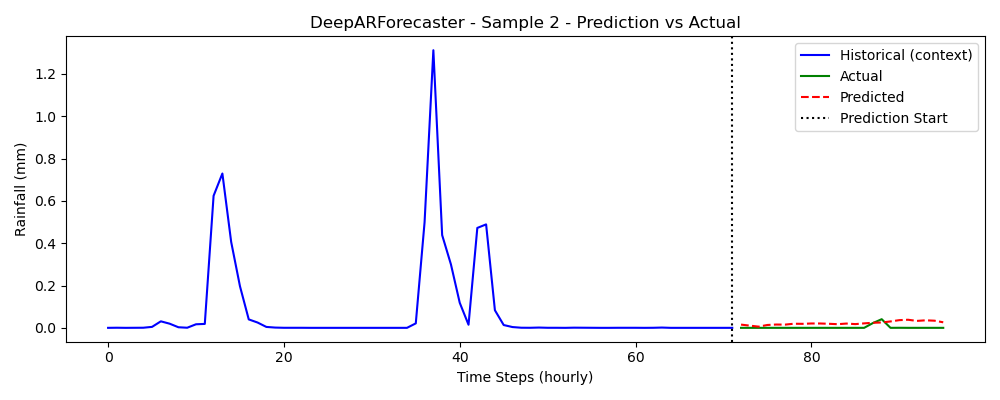 DeepARForecaster - Sample 2 - Prediction vs Actual
Historical (context)
Actual
Predicted
Prediction Start
Rainfall (mm)
1.2
1.0
0.8
0.6
0.4
0.2
0.0
0 20 40 60 80
Time Steps (hourly)